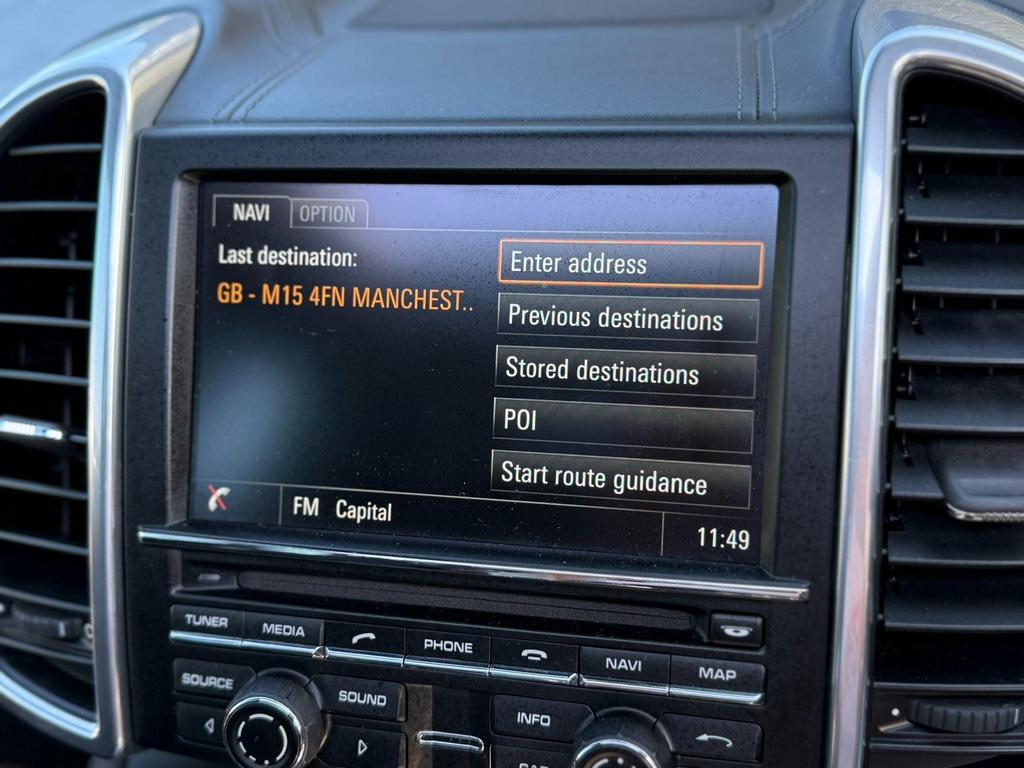 NAVI OPTION
Last destination:
GB - M15 4FN MANCHEST..
Enter address
Previous destinations
Stored destinations
POI
Start route guidance
FM Capital
11:49
TUNER MEDIA PHONE NAVI MAP
SOURCE SOUND INFO